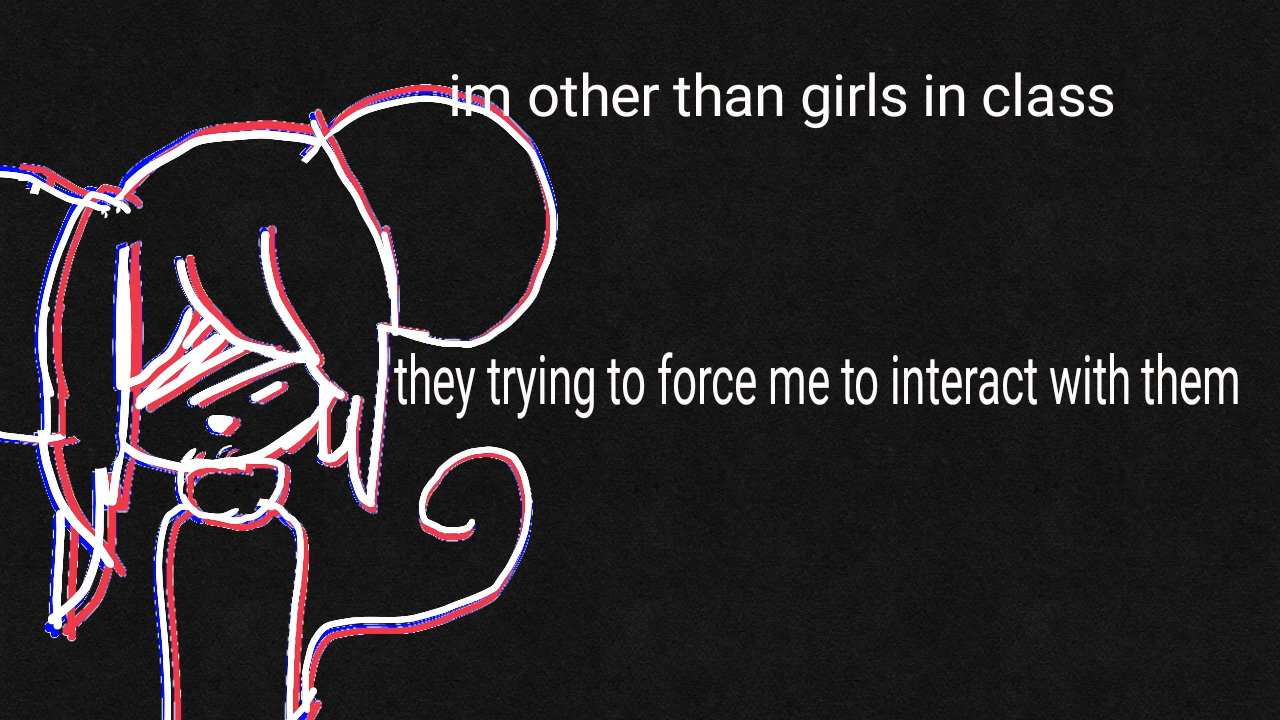 im other than girls in class
they trying to force me to interact with them